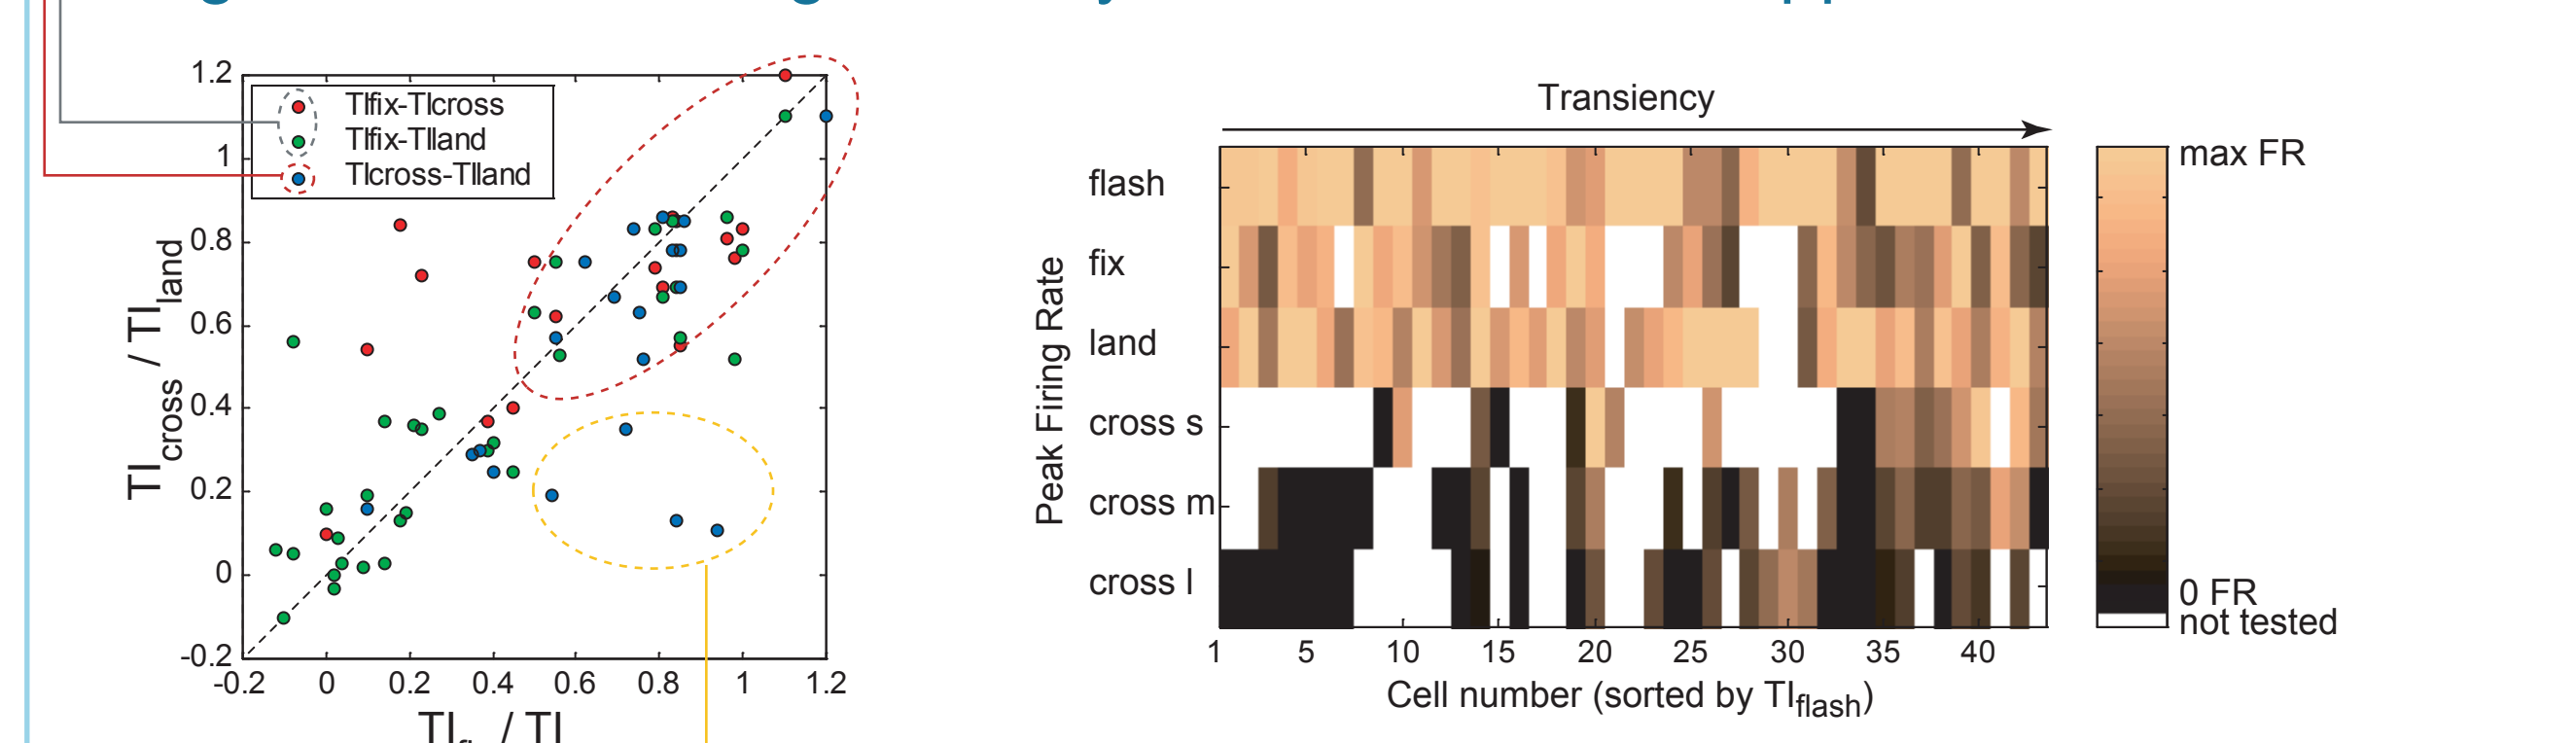 1.2
1
0.8
0.6
0.4
0.2
0
-0.2
TIfix-TIcross
TIfix-TIland
TIcross-TIland
TIcross / TIland
-0.2 0 0.2 0.4 0.6 0.8 1 1.2
Transiency
Peak Firing Rate
flash
fix
land
cross s
cross m
cross l
1 5 10 15 20 25 30 35 40
Cell number (sorted by TIflash)
max FR
0 FR
not tested